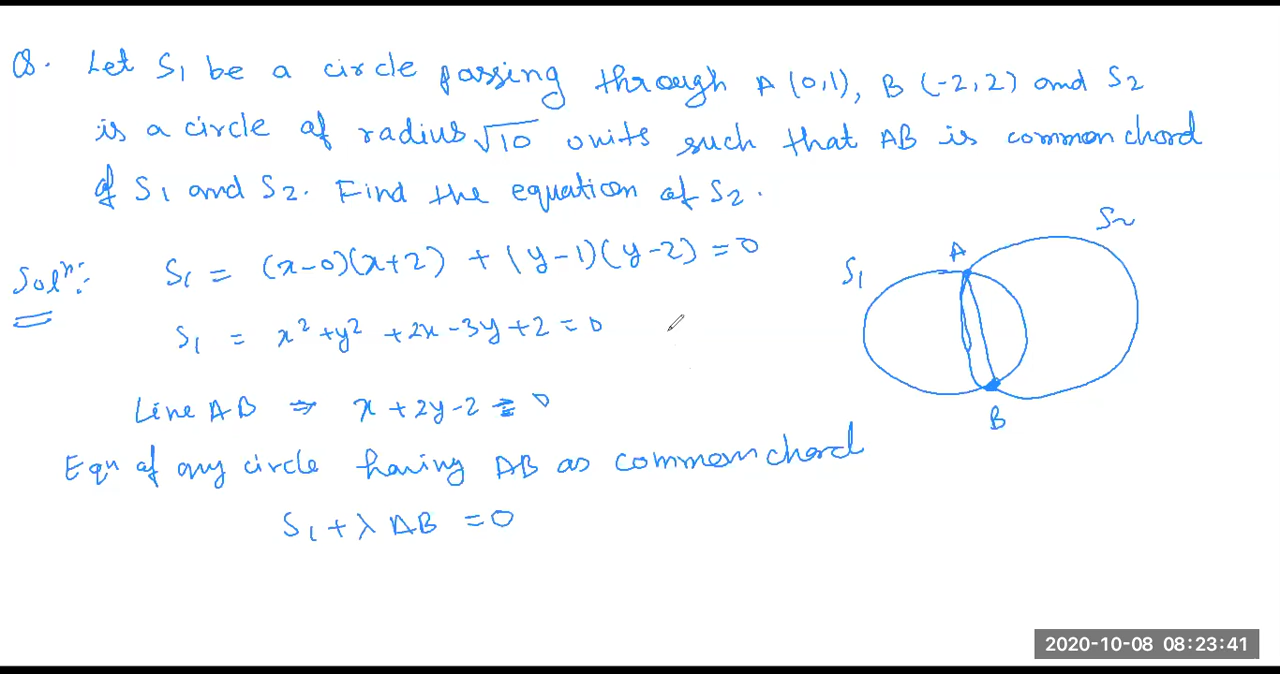 Q. Let S1 be a circle passing through A (0,1), B (-2,2) and S2
is a circle of radius √10 units such that AB is common chord
of S1 and S2. Find the equation of S2.
Solⁿ:-
S1 = (x-0)(x+2) + (y-1)(y-2) = 0
S1 = x² + y² + 2x - 3y + 2 = 0
Line AB ⇒ x + 2y - 2 = 0
Eqn of any circle having AB as common chord
S1 + λ AB = 0
S2
A
S1
B
2020-10-08 08:23:41